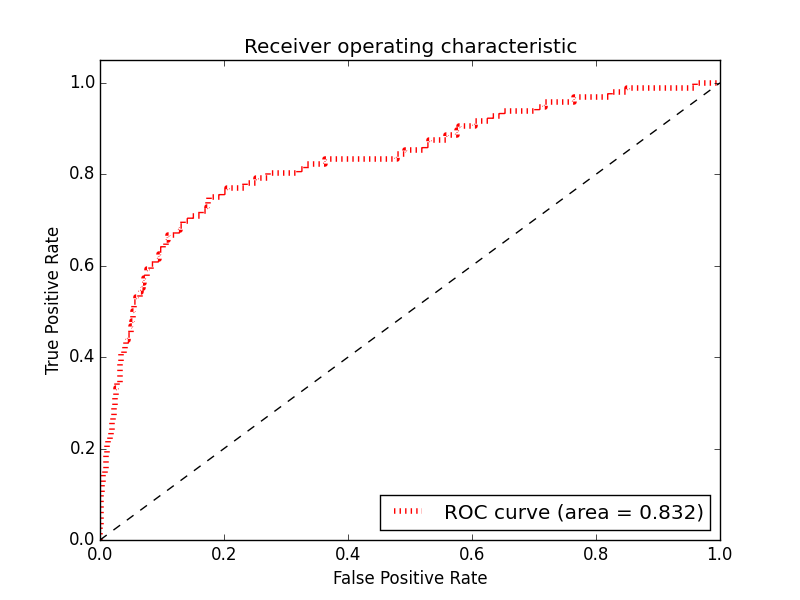 Receiver operating characteristic
1.0
0.8
0.6
0.4
0.2
0.0
True Positive Rate
ROC curve (area = 0.832)
0.0 0.2 0.4 0.6 0.8 1.0
False Positive Rate